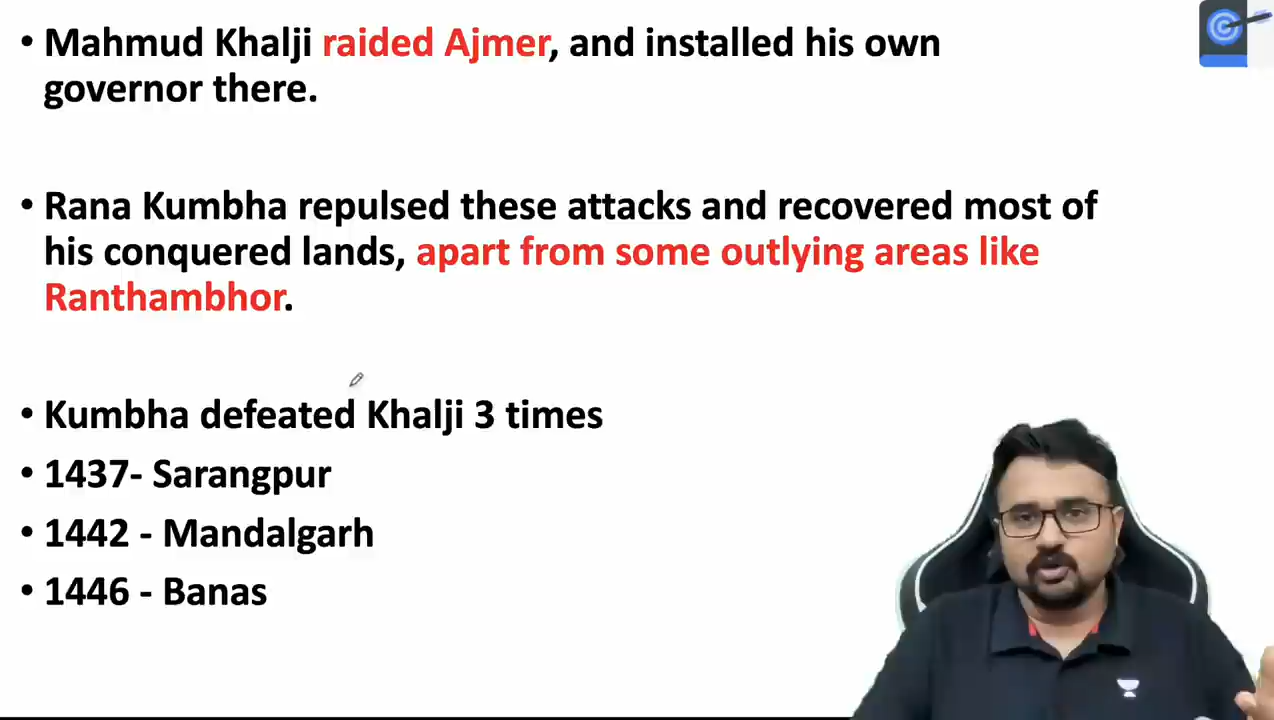 • Mahmud Khalji raided Ajmer, and installed his own
governor there.
• Rana Kumbha repulsed these attacks and recovered most of
his conquered lands, apart from some outlying areas like
Ranthambhor.
• Kumbha defeated Khalji 3 times
• 1437- Sarangpur
• 1442 - Mandalgarh
• 1446 - Banas